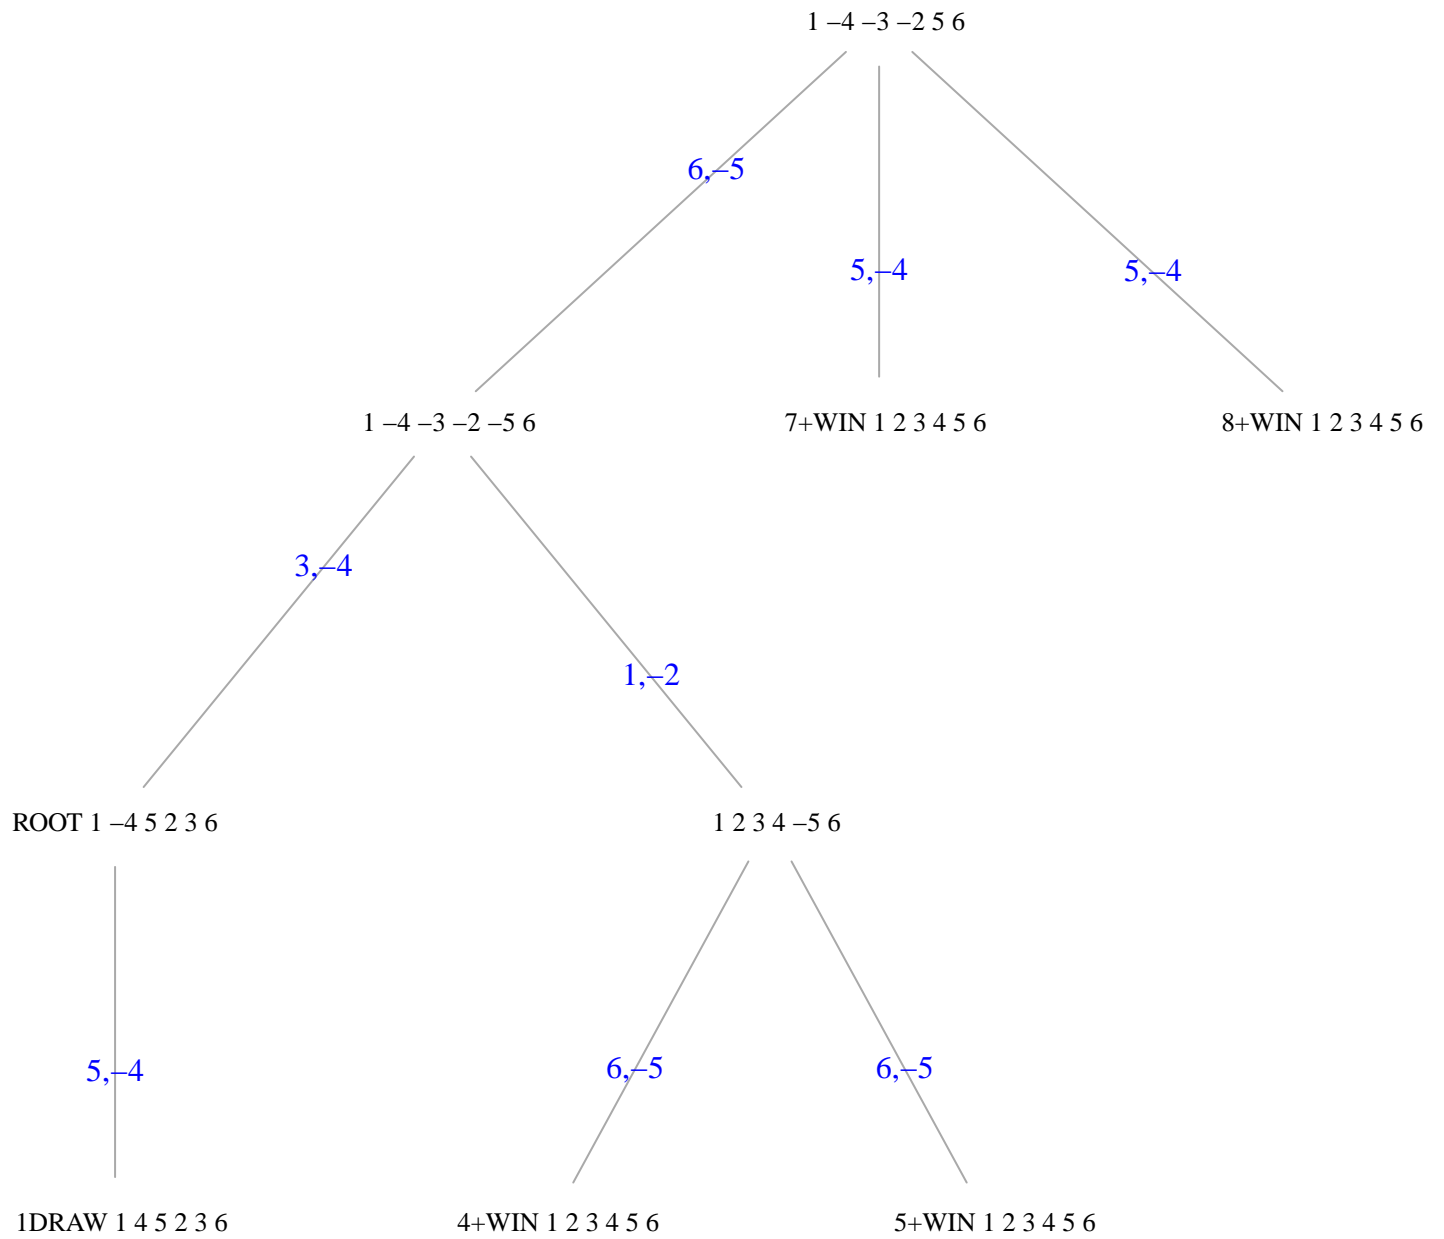 1 –4 –3 –2 5 6
6,–5
5,–4
5,–4
1 –4 –3 –2 –5 6
7+WIN 1 2 3 4 5 6
8+WIN 1 2 3 4 5 6
3,–4
1,–2
ROOT 1 –4 5 2 3 6
1 2 3 4 –5 6
5,–4
6,–5
6,–5
1DRAW 1 4 5 2 3 6
4+WIN 1 2 3 4 5 6
5+WIN 1 2 3 4 5 6